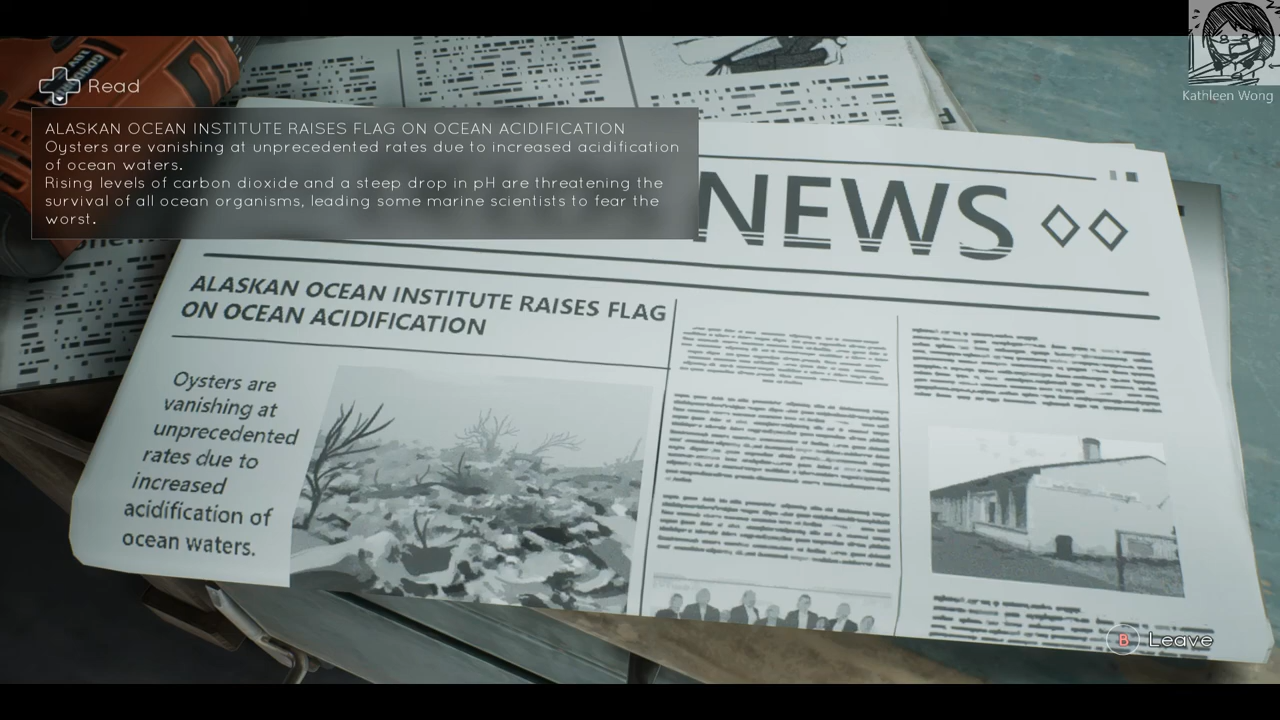 Kathleen Wong
Read
ALASKAN OCEAN INSTITUTE RAISES FLAG ON OCEAN ACIDIFICATION
Oysters are vanishing at unprecedented rates due to increased acidification
of ocean waters.
Rising levels of carbon dioxide and a steep drop in pH are threatening the
survival of all ocean organisms, leading some marine scientists to fear the
worst.
NEWS
ALASKAN OCEAN INSTITUTE RAISES FLAG
ON OCEAN ACIDIFICATION
Oysters are
vanishing at
unprecedented
rates due to
increased
acidification of
ocean waters.
B Leave